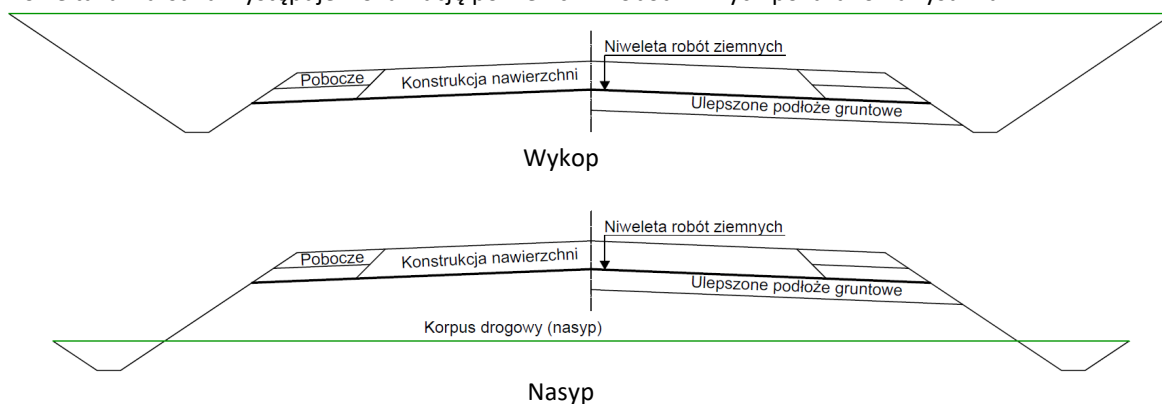 Niweleta robót ziemnych
Pobocze
Konstrukcja nawierzchni
Ulepszone podłoże gruntowe
Wykop
Niweleta robót ziemnych
Pobocze
Konstrukcja nawierzchni
Ulepszone podłoże gruntowe
Korpus drogowy (nasyp)
Nasyp